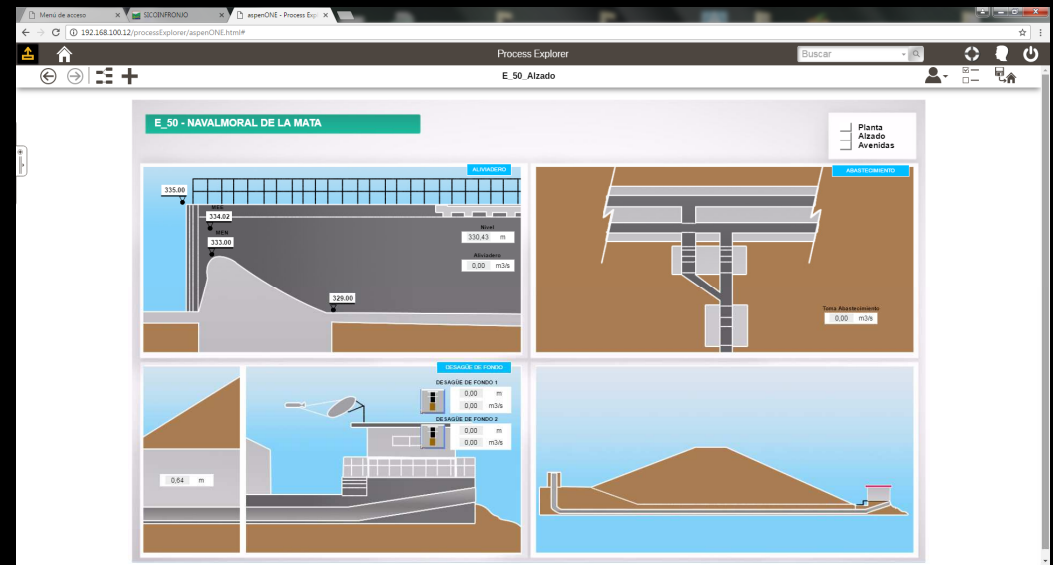 Menú de acceso
SICOINFRONJO
aspenONE - Process Exp
192.168.100.12/processExplorer/aspenONE.html#
Process Explorer
Buscar
E_50_Alzado
E_50 - NAVALMORAL DE LA MATA
Planta
Alzado
Avenidas
ALIVIADERO
335.00
334.02
MEN
333.00
Nivel
330,43 m
Aliviadero
0,00 m3/s
329.00
ABASTECIMIENTO
Toma Abastecimiento
0,00 m3/s
DESAGÜE DE FONDO
DESAGÜE DE FONDO 1
0,00 m
0,00 m3/s
DESAGÜE DE FONDO 2
0,00 m
0,00 m3/s
0,64 m